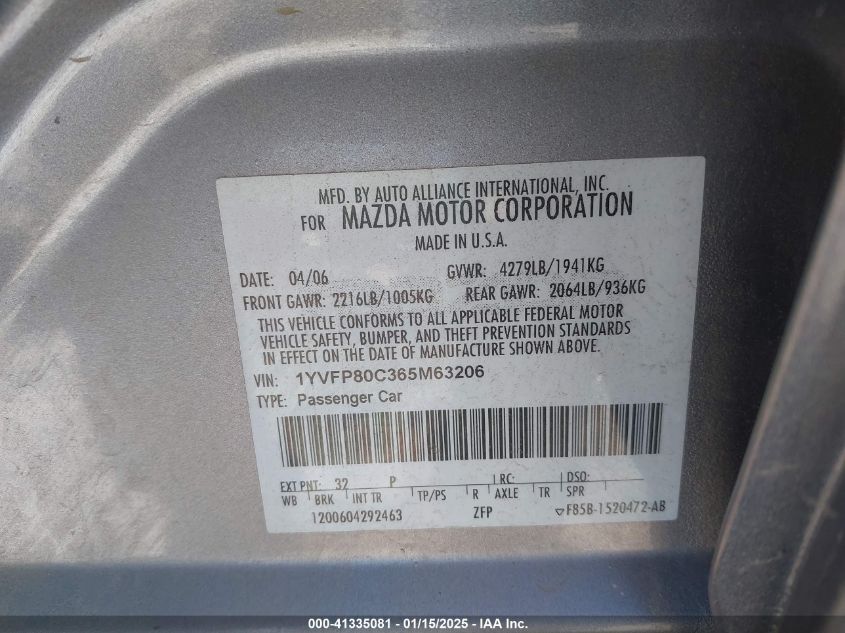 MFD. BY AUTO ALLIANCE INTERNATIONAL, INC.
FOR MAZDA MOTOR CORPORATION
MADE IN U.S.A.
DATE: 04/06 GVWR: 4279LB/1941KG
FRONT GAWR: 2216LB/1005KG REAR GAWR: 2064LB/936KG
THIS VEHICLE CONFORMS TO ALL APPLICABLE FEDERAL MOTOR
VEHICLE SAFETY, BUMPER, AND THEFT PREVENTION STANDARDS
IN EFFECT ON THE DATE OF MANUFACTURE SHOWN ABOVE.
VIN: 1YVFP80C365M63206
TYPE: Passenger Car
EXT PNT: 32 P RC: DSO:
WB BRK INT TR TP/PS R AXLE TR SPR
1200604292463 ZFP ▽F85B-1520472-AB
000-41335081 - 01/15/2025 - IAA Inc.